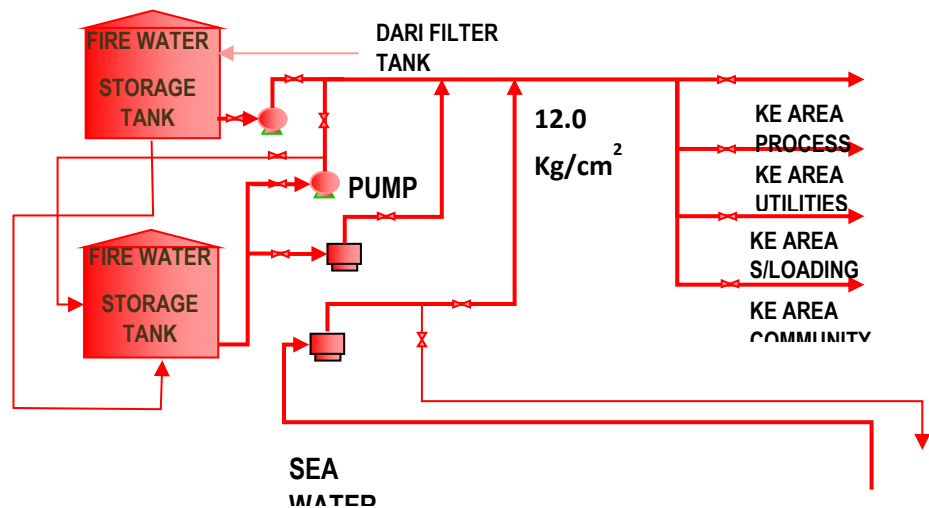 FIRE WATER
STORAGE
TANK
DARI FILTER
TANK
12.0
Kg/cm²
KE AREA
PROCESS
KE AREA
UTILITIES
KE AREA
S/LOADING
KE AREA
COMMUNITY
PUMP
FIRE WATER
STORAGE
TANK
SEA
WATER